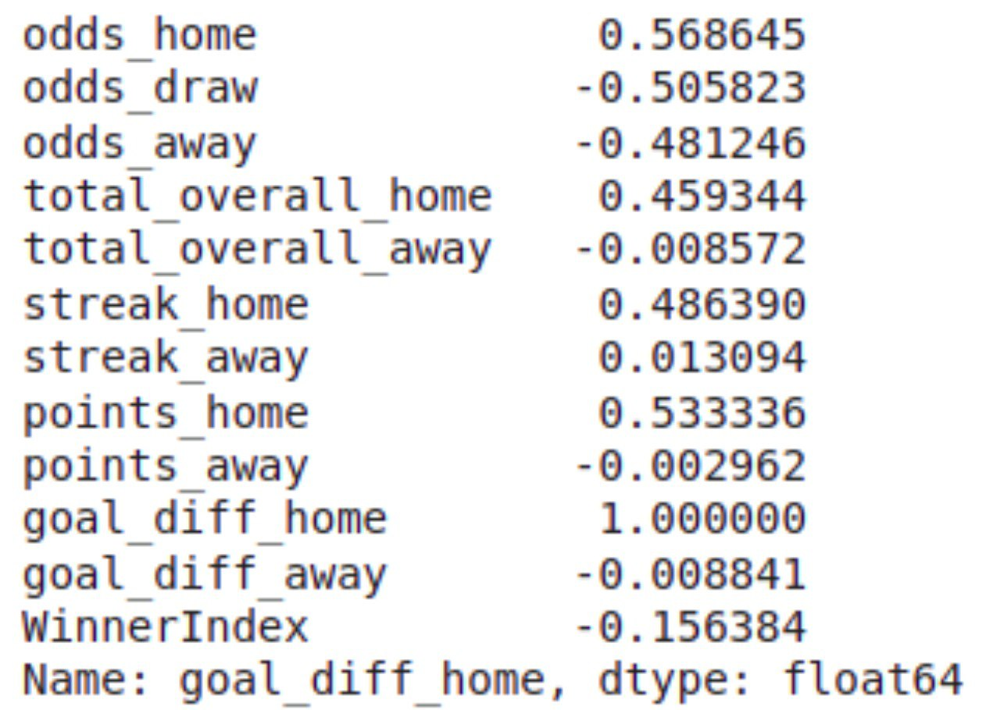 odds_home 0.568645
odds_draw -0.505823
odds_away -0.481246
total_overall_home 0.459344
total_overall_away -0.008572
streak_home 0.486390
streak_away 0.013094
points_home 0.533336
points_away -0.002962
goal_diff_home 1.000000
goal_diff_away -0.008841
WinnerIndex -0.156384
Name: goal_diff_home, dtype: float64